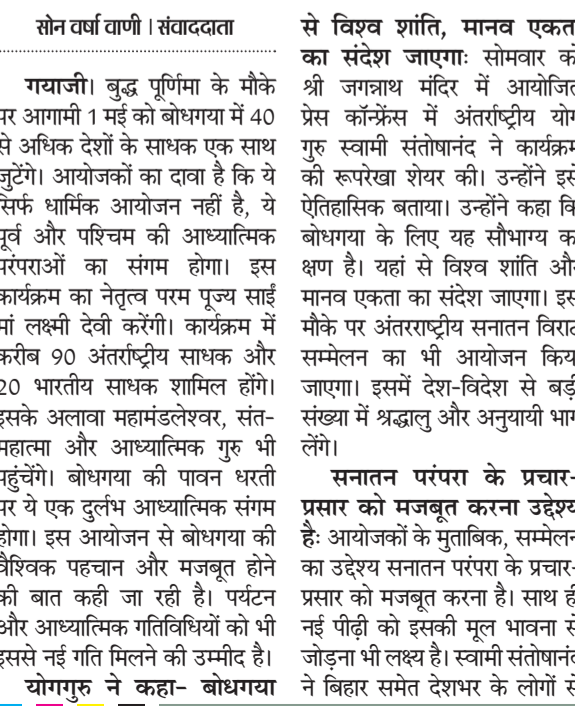 सोन वर्षा वाणी । संवाददाता
गयाजी। बुद्ध पूर्णिमा के मौके
पर आगामी 1 मई को बोधगया में 40
से अधिक देशों के साधक एक साथ
जुटेंगे। आयोजकों का दावा है कि ये
सिर्फ धार्मिक आयोजन नहीं है, ये
पूर्व और पश्चिम की आध्यात्मिक
परंपराओं का संगम होगा। इस
कार्यक्रम का नेतृत्व परम पूज्य साईं
मां लक्ष्मी देवी करेंगी। कार्यक्रम में
करीब 90 अंतर्राष्ट्रीय साधक और
20 भारतीय साधक शामिल होंगे।
इसके अलावा महामंडलेश्वर, संत-
महात्मा और आध्यात्मिक गुरु भी
पहुंचेंगे। बोधगया की पावन धरती
पर ये एक दुर्लभ आध्यात्मिक संगम
होगा। इस आयोजन से बोधगया की
वैश्विक पहचान और मजबूत होने
की बात कही जा रही है। पर्यटन
और आध्यात्मिक गतिविधियों को भी
इससे नई गति मिलने की उम्मीद है।
योगगुरु ने कहा- बोधगया
से विश्व शांति, मानव एकता
का संदेश जाएगाः सोमवार को
श्री जगन्नाथ मंदिर में आयोजित
प्रेस कॉन्फ्रेंस में अंतर्राष्ट्रीय योग
गुरु स्वामी संतोषानंद ने कार्यक्रम
की रूपरेखा शेयर की। उन्होंने इसे
ऐतिहासिक बताया। उन्होंने कहा कि
बोधगया के लिए यह सौभाग्य का
क्षण है। यहां से विश्व शांति और
मानव एकता का संदेश जाएगा। इस
मौके पर अंतरराष्ट्रीय सनातन विराट
सम्मेलन का भी आयोजन किया
जाएगा। इसमें देश-विदेश से बड़ी
संख्या में श्रद्धालु और अनुयायी भाग
लेंगे।
सनातन परंपरा के प्रचार-
प्रसार को मजबूत करना उद्देश्य
हैः आयोजकों के मुताबिक, सम्मेलन
का उद्देश्य सनातन परंपरा के प्रचार-
प्रसार को मजबूत करना है। साथ ही
नई पीढ़ी को इसकी मूल भावना से
जोड़ना भी लक्ष्य है। स्वामी संतोषानंद
ने बिहार समेत देशभर के लोगों से